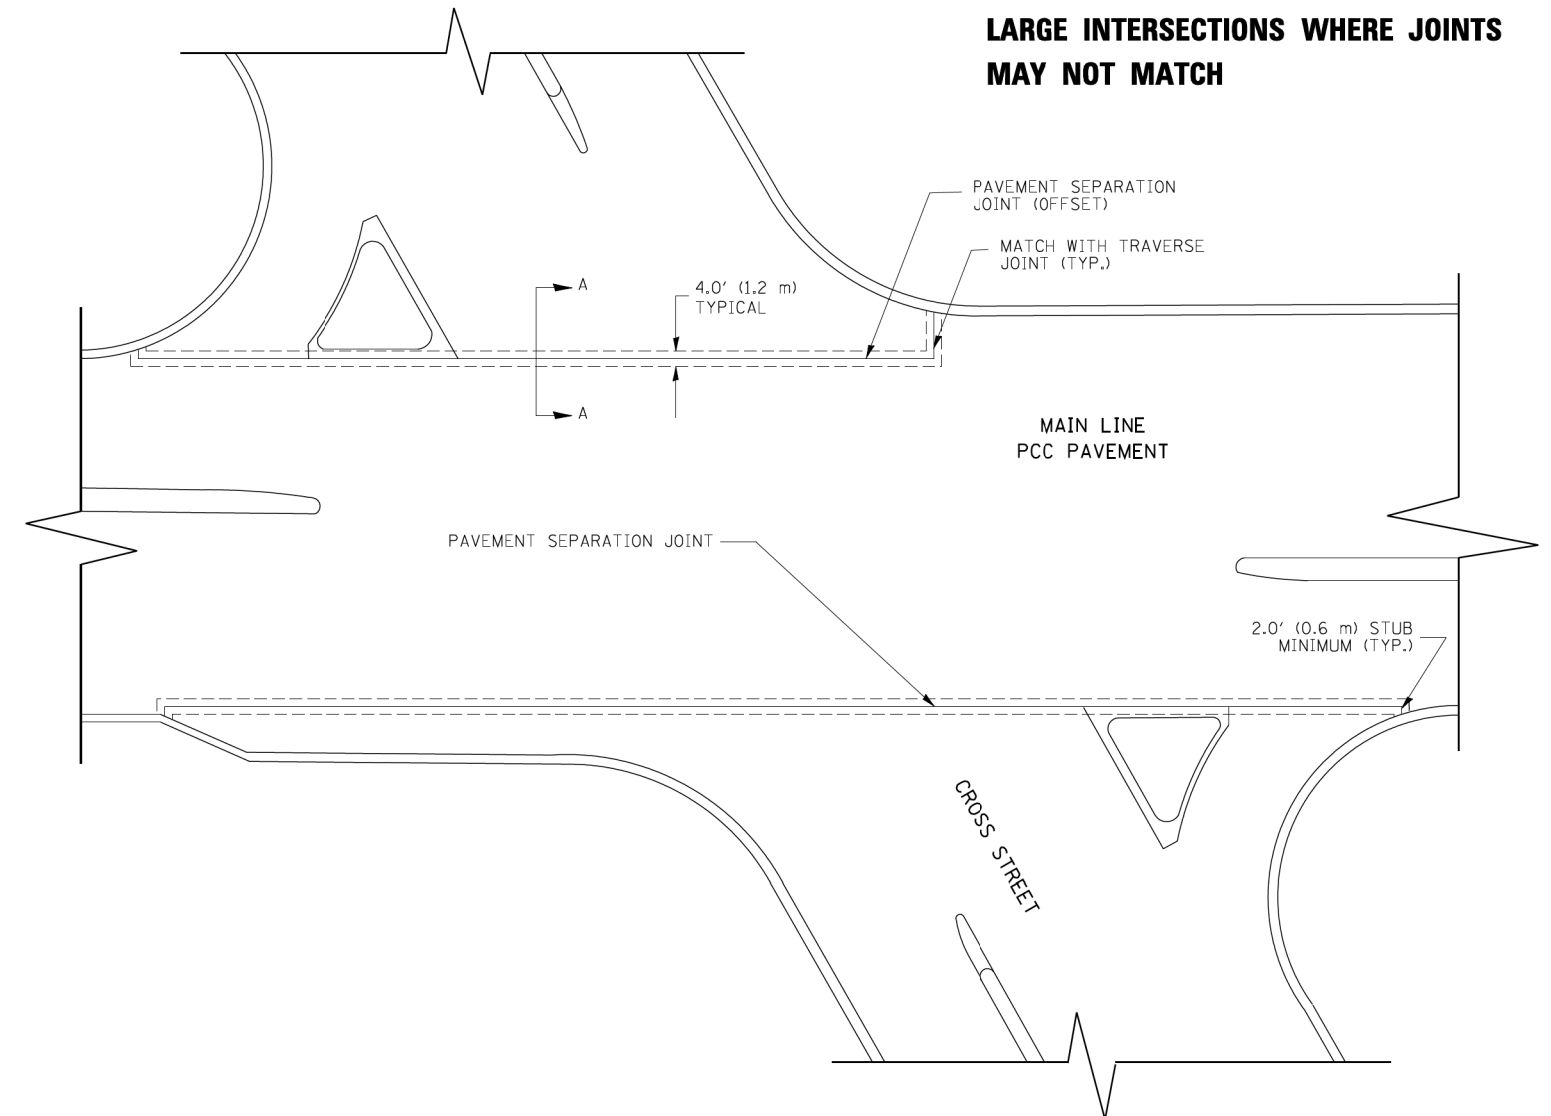 LARGE INTERSECTIONS WHERE JOINTS
MAY NOT MATCH
PAVEMENT SEPARATION
JOINT (OFFSET)
MATCH WITH TRAVERSE
JOINT (TYP.)
A
4.0' (1.2 m)
TYPICAL
A
MAIN LINE
PCC PAVEMENT
PAVEMENT SEPARATION JOINT
2.0' (0.6 m) STUB
MINIMUM (TYP.)
CROSS STREET